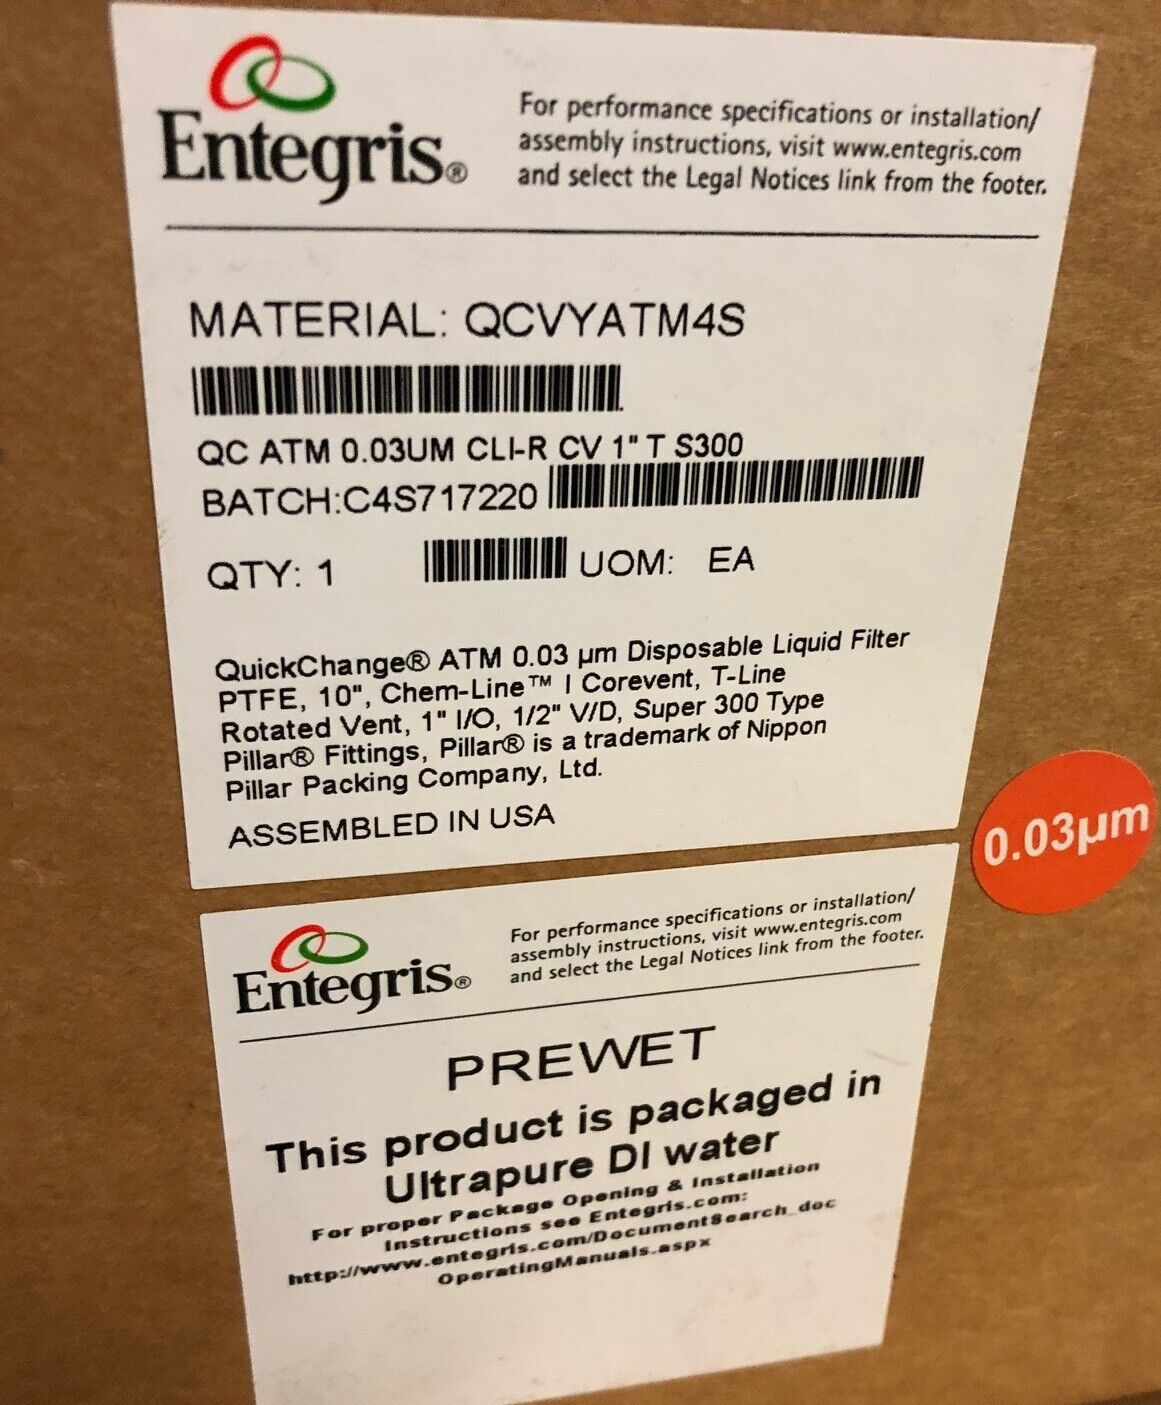 Entegris®
For performance specifications or installation/
assembly instructions, visit www.entegris.com
and select the Legal Notices link from the footer.
MATERIAL: QCVYATM4S
QC ATM 0.03UM CLI-R CV 1" T S300
BATCH:C4S717220
QTY: 1 UOM: EA
QuickChange® ATM 0.03 µm Disposable Liquid Filter
PTFE, 10", Chem-Line™ I Corevent, T-Line
Rotated Vent, 1" I/O, 1/2" V/D, Super 300 Type
Pillar® Fittings, Pillar® is a trademark of Nippon
Pillar Packing Company, Ltd.
ASSEMBLED IN USA
0.03µm
Entegris®
For performance specifications or installation/
assembly instructions, visit www.entegris.com
and select the Legal Notices link from the footer.
PREWET
This product is packaged in
Ultrapure DI water
For proper Package Opening & Installation
Instructions see Entegris.com:
http://www.entegris.com/DocumentSearch_doc
OperatingManuals.aspx